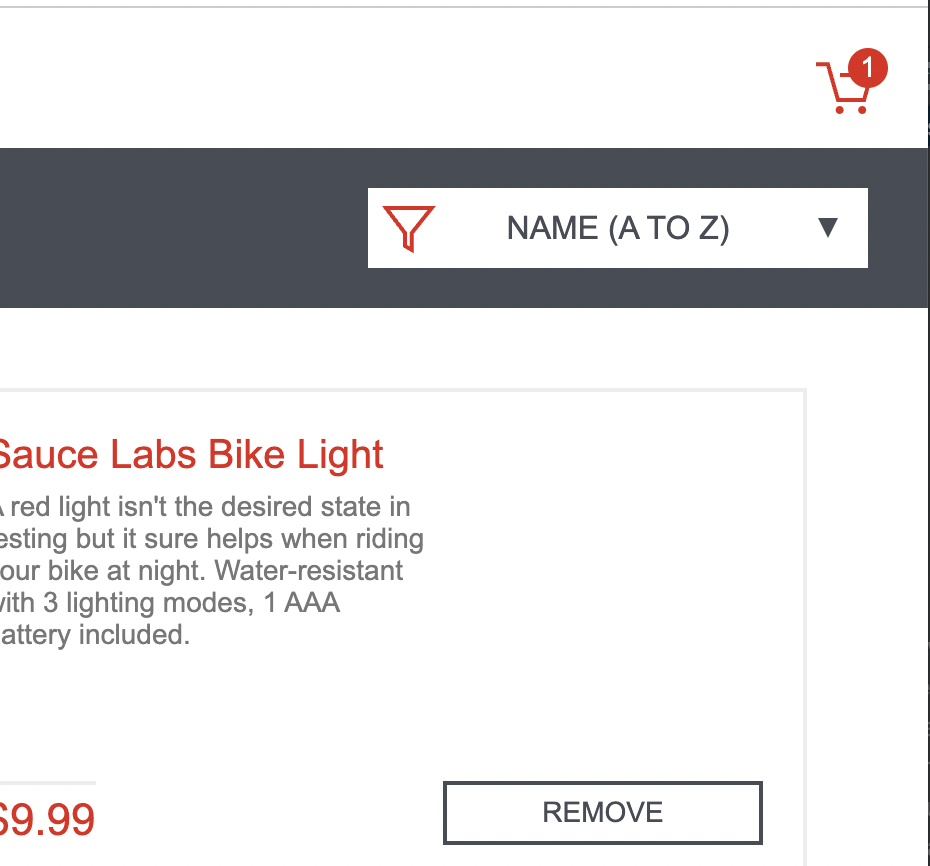 1
NAME (A TO Z)
Sauce Labs Bike Light
A red light isn't the desired state in
esting but it sure helps when riding
our bike at night. Water-resistant
with 3 lighting modes, 1 AAA
attery included.
$9.99
REMOVE